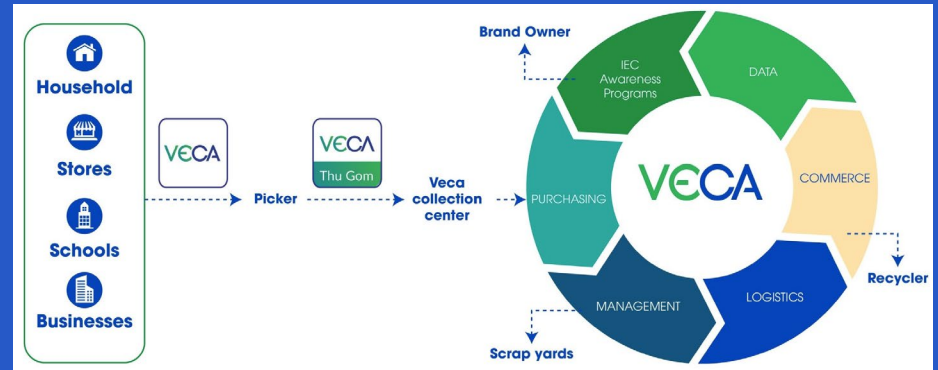 Household
Stores
Schools
Businesses
VECA
Picker
VECA
Thu Gom
Veca
collection
center
Brand Owner
IEC
Awareness
Programs
DATA
COMMERCE
LOGISTICS
MANAGEMENT
PURCHASING
VECA
Recycler
Scrap yards